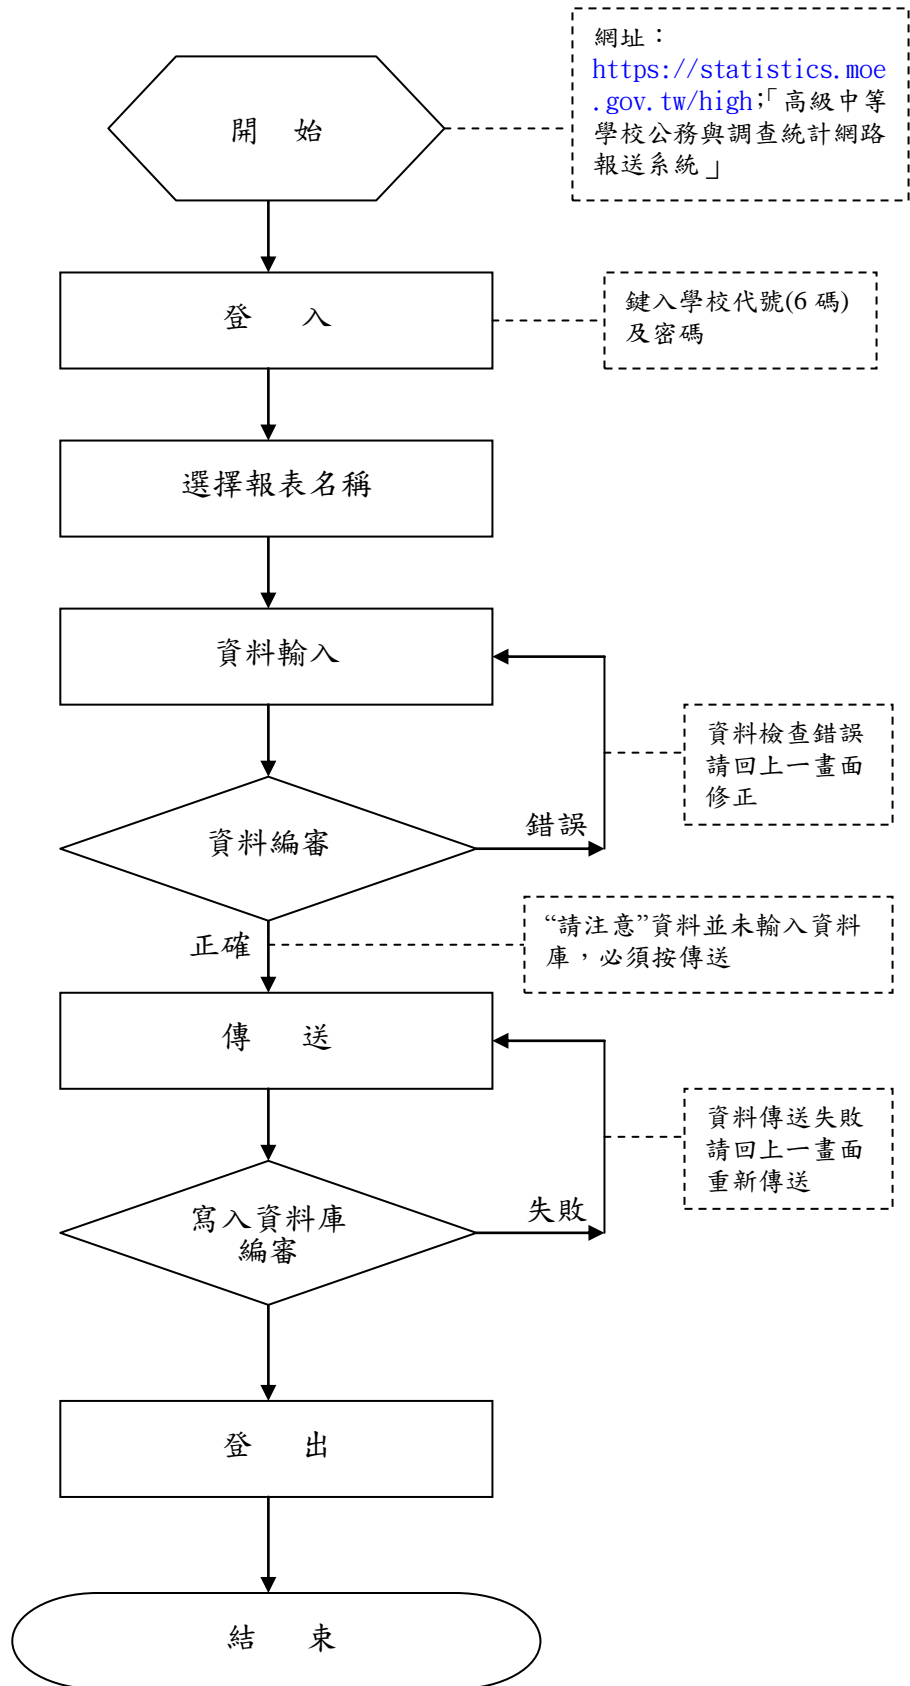 網址：
https://statistics.moe
.gov.tw/high;「高級中等
學校公務與調查統計網路
報送系統」
開 始
登 入
鍵入學校代號(6 碼)
及密碼
選擇報表名稱
資料輸入
資料檢查錯誤
請回上一畫面
修正
錯誤
資料編審
正確
“請注意”資料並未輸入資料
庫，必須按傳送
傳 送
資料傳送失敗
請回上一畫面
重新傳送
失敗
寫入資料庫
編審
登 出
結 束